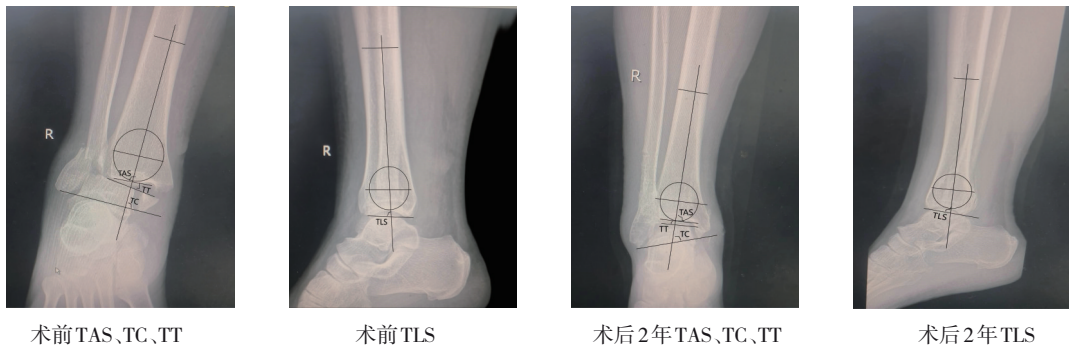 R
TAS
TT
TC
R
TLS
R
TAS
TT
TC
TLS
术前TAS、TC、TT
术前TLS
术后2年TAS、TC、TT
术后2年TLS